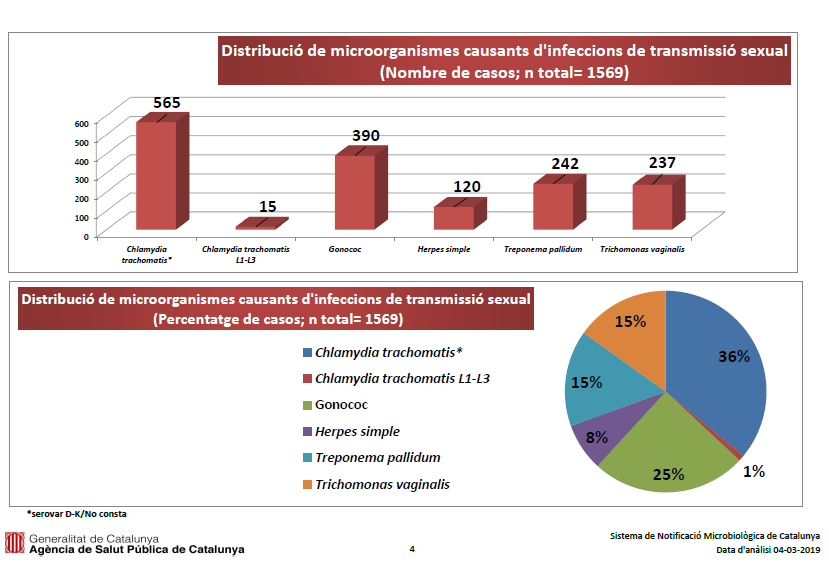 Distribució de microorganismes causants d'infeccions de transmissió sexual
(Nombre de casos; n total= 1569)
565
390
242
237
120
15
600
500
400
300
200
100
0
Chlamydia
trachomatis*
Chlamydia trachomatis
L1-L3
Gonococ
Herpes simple
Treponema pallidum
Trichomonas vaginalis
Distribució de microorganismes causants d'infeccions de transmissió sexual
(Percentatge de casos; n total= 1569)
Chlamydia trachomatis*
Chlamydia trachomatis L1-L3
Gonococ
Herpes simple
Treponema pallidum
Trichomonas vaginalis
15%
36%
15%
8%
25%
1%
*serovar D-K/No consta
Generalitat de Catalunya
Agència de Salut Pública de Catalunya
4
Sistema de Notificació Microbiològica de Catalunya
Data d'anàlisi 04-03-2019